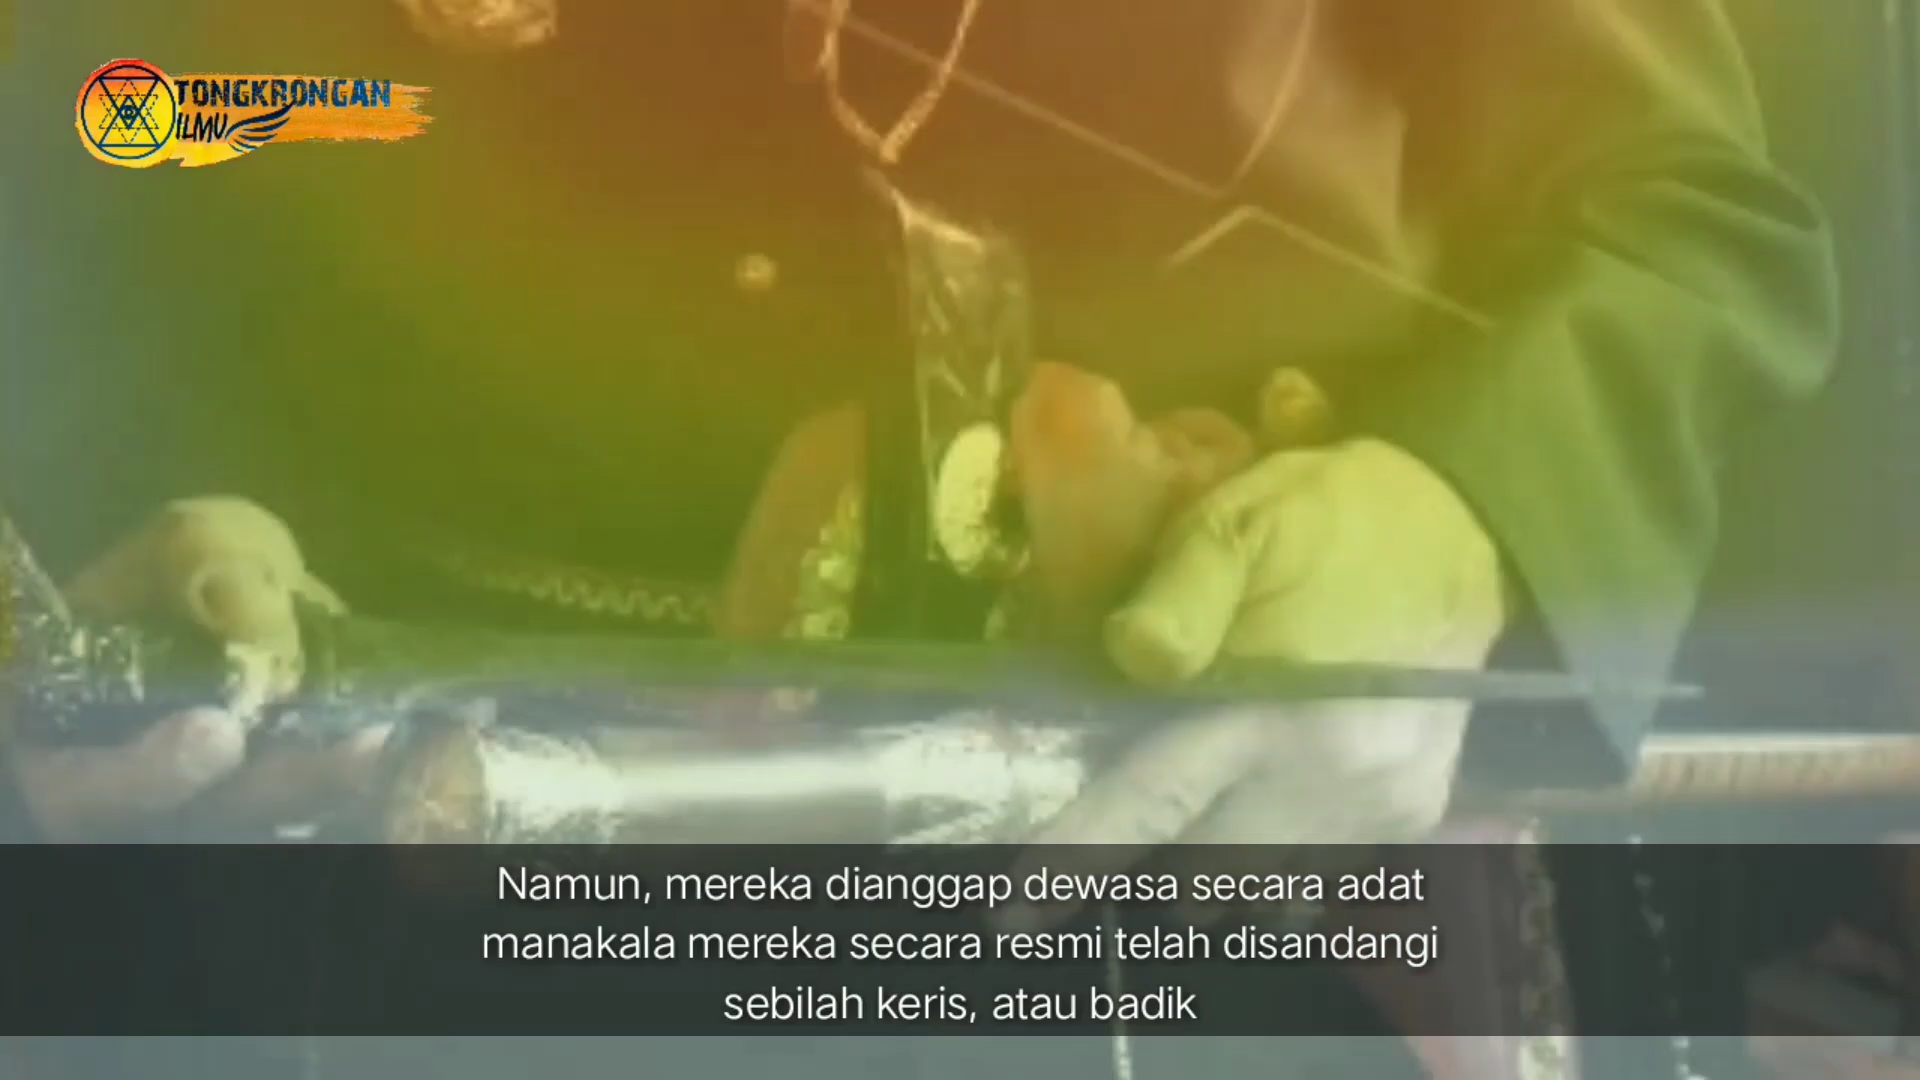 TONGKRONGAN
ILMU
Namun, mereka dianggap dewasa secara adat
manakala mereka secara resmi telah disandangi
sebilah keris, atau badik